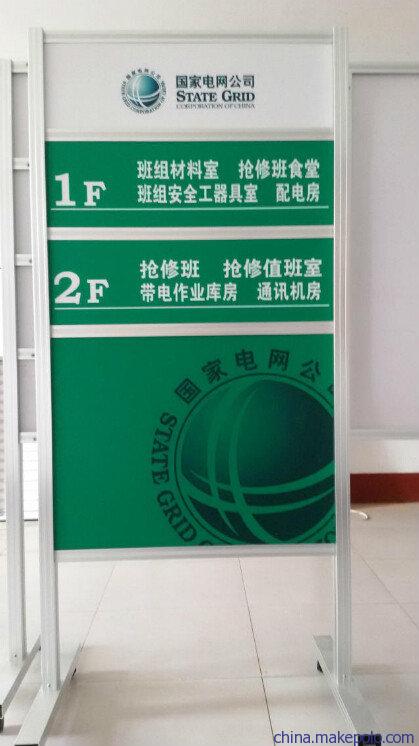 国家电网公司
STATE GRID
CORPORATION OF CHINA
1F
班组材料室 抢修班食堂
班组安全工器具室 配电房
2F
抢修班 抢修值班室
带电作业库房 通讯机房
国家电网公
STATE GRID
china.makepolo.com